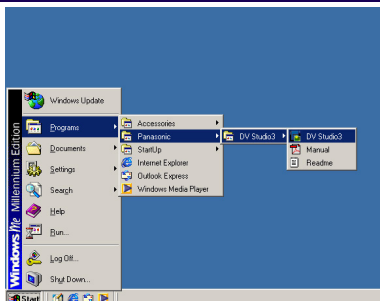 Windows Me Millennium Edition
Windows Update
Programs
Documents
Settings
Search
Help
Run...
Log Off...
Shut Down...
Accessories
Panasonic
StartUp
Internet Explorer
Outlook Express
Windows Media Player
DV Studio3
DV Studio3
Manual
Readme
Start